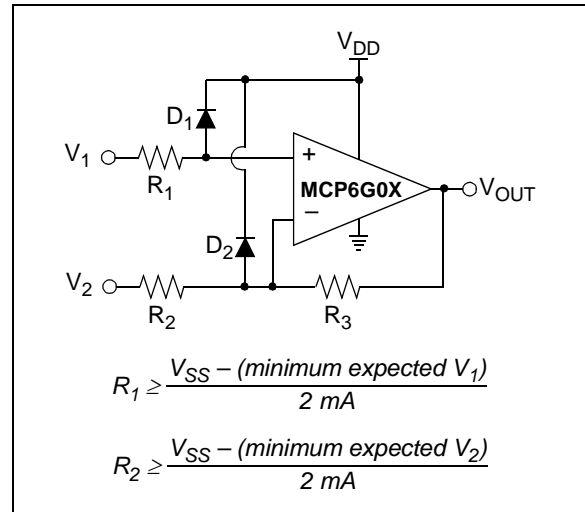 V_DD
D_1
V_1
R_1
+
MCP6G0X
–
V_OUT
D_2
V_2
R_2
R_3
R_1 ≥ (V_SS – (minimum expected V_1)) / 2 mA
R_2 ≥ (V_SS – (minimum expected V_2)) / 2 mA